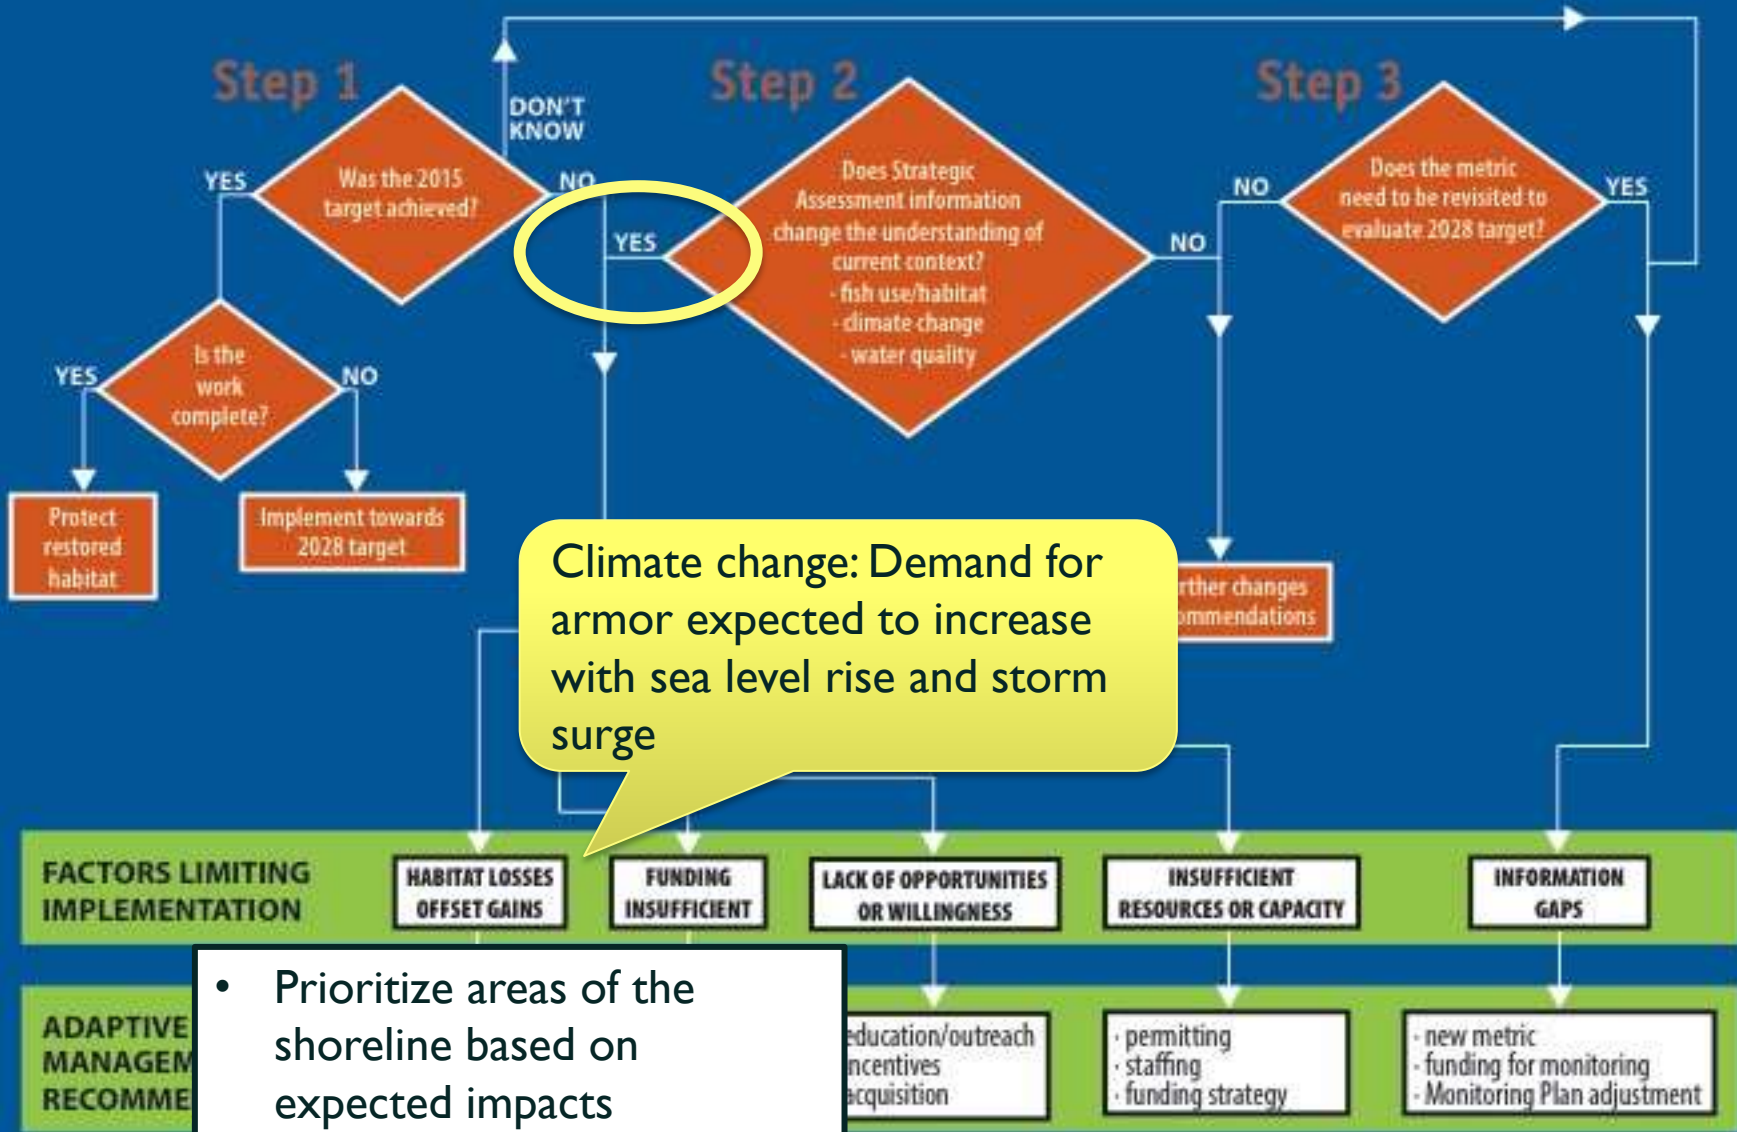 Step 1
Step 2
Step 3
DON'T
KNOW
YES
Was the 2015
target achieved?
NO
YES
Does Strategic
Assessment information
change the understanding of
current context?
- fish use/habitat
- climate change
- water quality
NO
NO
Does the metric
need to be revisited to
evaluate 2028 target?
YES
YES
Is the
work
complete?
NO
Protect
restored
habitat
Implement towards
2028 target
rther changes
ommendations
Climate change: Demand for
armor expected to increase
with sea level rise and storm
surge
FACTORS LIMITING
IMPLEMENTATION
HABITAT LOSSES
OFFSET GAINS
FUNDING
INSUFFICIENT
LACK OF OPPORTUNITIES
OR WILLINGNESS
INSUFFICIENT
RESOURCES OR CAPACITY
INFORMATION
GAPS
ADAPTIVE
MANAGEM
RECOMME
• Prioritize areas of the
shoreline based on
expected impacts
education/outreach
ncentives
acquisition
· permitting
· staffing
· funding strategy
· new metric
· funding for monitoring
· Monitoring Plan adjustment